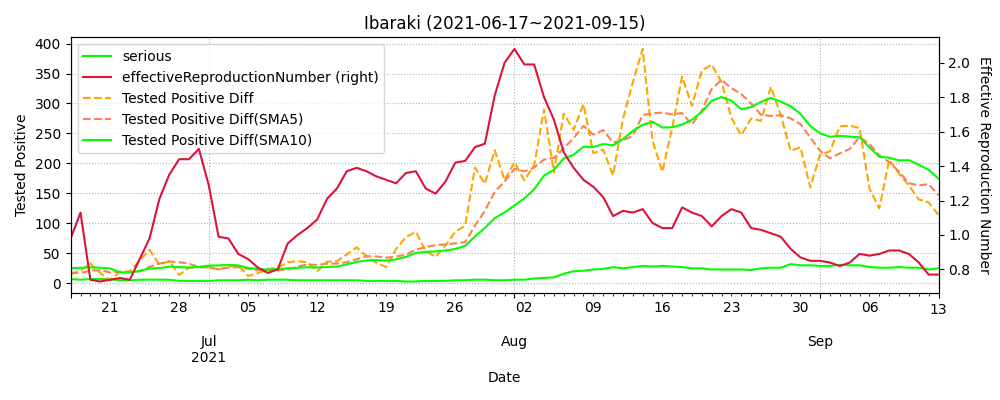 Ibaraki (2021-06-17~2021-09-15)
serious
effectiveReproductionNumber (right)
Tested Positive Diff
Tested Positive Diff(SMA5)
Tested Positive Diff(SMA10)
Tested Positive
400
350
300
250
200
150
100
50
0
Effective Reproduction Number
2.0
1.8
1.6
1.4
1.2
1.0
0.8
21 28 05 12 19 26 02 09 16 23 30 06 13
Jul Aug Sep
2021
Date